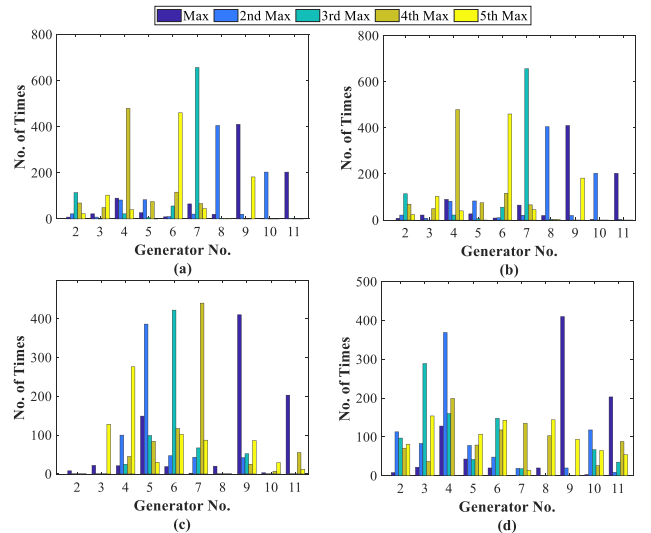 Max 2nd Max 3rd Max 4th Max 5th Max
800
600
400
200
0
No. of Times
2 3 4 5 6 7 8 9 10 11
Generator No.
(a)
800
600
400
200
0
No. of Times
2 3 4 5 6 7 8 9 10 11
Generator No.
(b)
400
300
200
100
0
No. of Times
2 3 4 5 6 7 8 9 10 11
Generator No.
(c)
500
400
300
200
100
0
No. of Times
2 3 4 5 6 7 8 9 10 11
Generator No.
(d)